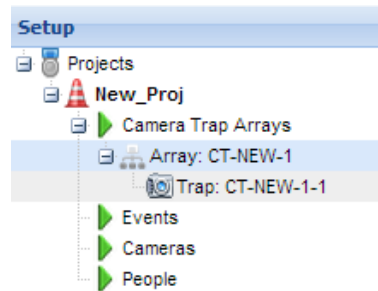 Setup
Projects
New_Proj
Camera Trap Arrays
Array: CT-NEW-1
Trap: CT-NEW-1-1
Events
Cameras
People